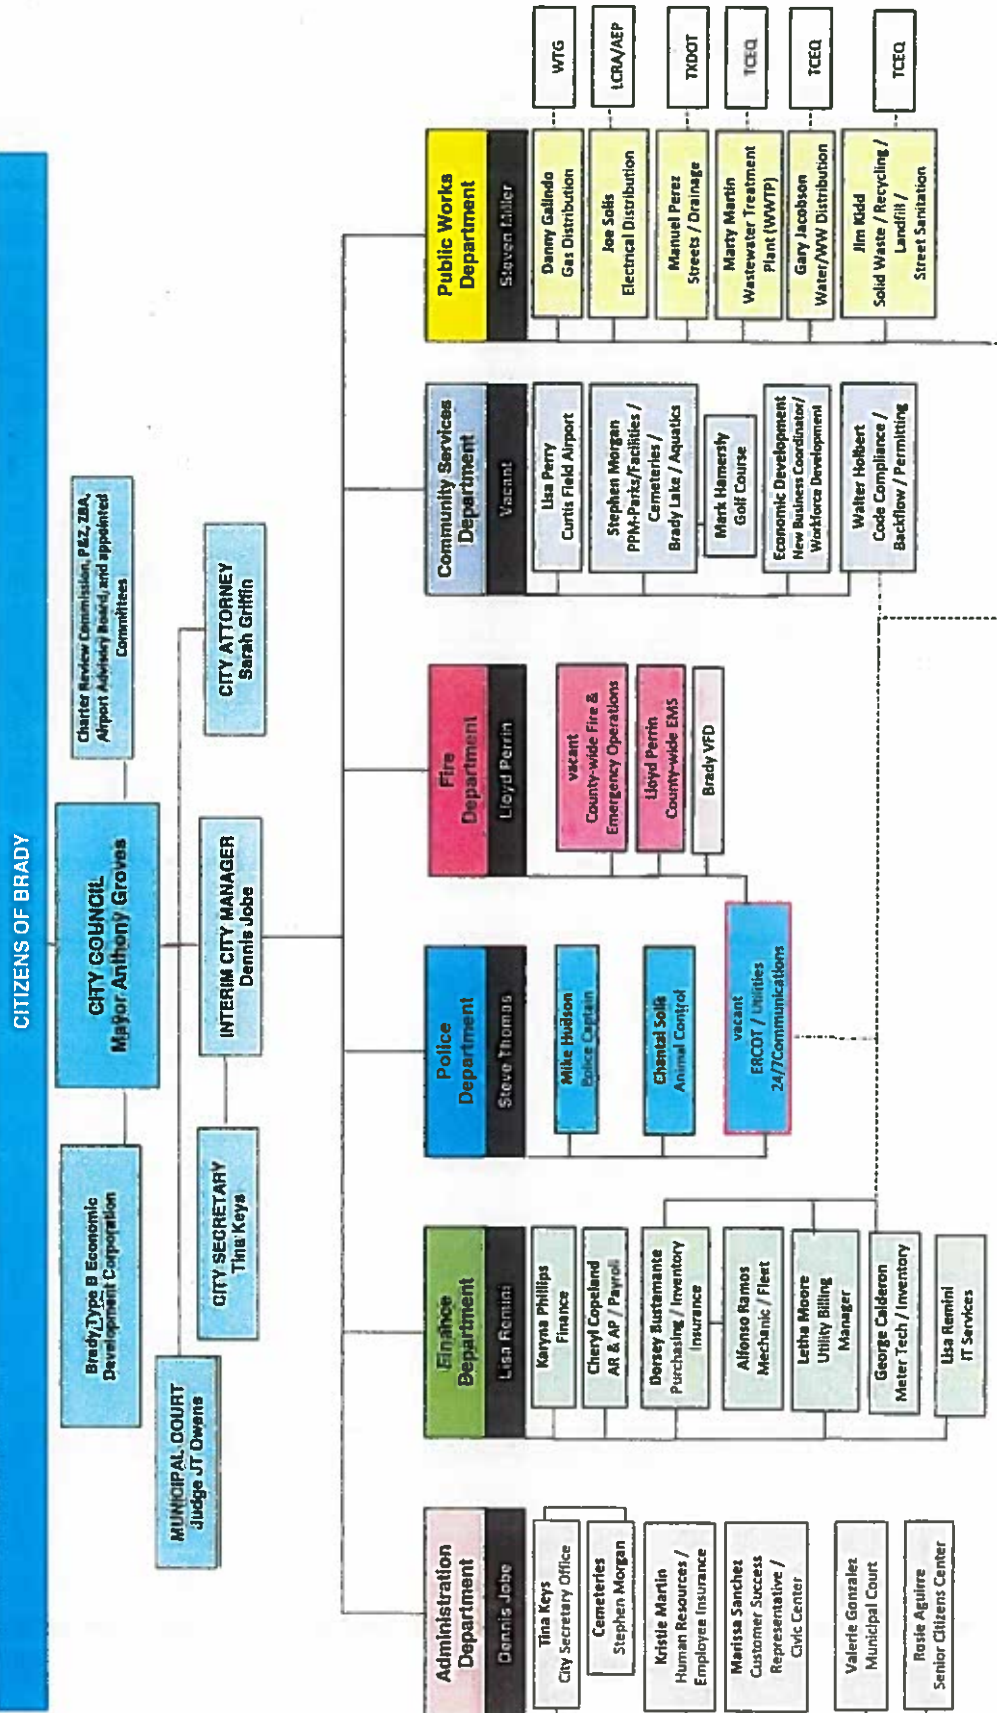 CITIZENS OF BRADY
CITY COUNCIL
Mayor Anthony Groves
Brady Type B Economic
Development Corporation
Charter Review Commission, P&Z, ZBA,
Airport Advisory Board, and appointed
Committees
MUNICIPAL COURT
Judge JT Owens
CITY SECRETARY
Tina Keys
INTERIM CITY MANAGER
Dennis Jobe
CITY ATTORNEY
Sarah Griffin
Administration
Department
Dennis Jobe
Tina Keys
City Secretary Office
Cemeteries
Stephen Morgan
Kristie Martin
Human Resources /
Employee Insurance
Marissa Sanchez
Customer Success
Representative /
Civic Center
Valerie Gonzalez
Municipal Court
Rosie Aguirre
Senior Citizens Center
Finance
Department
Lisa Remini
Karyna Phillips
Finance
Cheryl Copeland
AR & AP / Payroll
Dorsey Bustamante
Purchasing / Inventory
Insurance
Alfonso Ramos
Mechanic / Fleet
Letha Moore
Utility Billing
Manager
George Calderon
Meter Tech / Inventory
Lisa Remini
IT Services
Police
Department
Steve Thomas
Mike Hudson
Police Captain
Chantal Solis
Animal Control
vacant
ERCOT / Utilities
24/7Communications
Fire
Department
Lloyd Perrin
vacant
County-wide Fire &
Emergency Operations
Lloyd Perrin
County-wide EMS
Brady VFD
Community Services
Department
Vacant
Lisa Perry
Curtis Field Airport
Stephen Morgan
PPM-Parks/Facilities /
Cemeteries /
Brady Lake / Aquatics
Mark Hamersly
Golf Course
Economic Development
New Business Coordinator/
Workforce Development
Walter Holbert
Code Compliance /
Backflow / Permitting
Public Works
Department
Steven Miller
Danny Galindo
Gas Distribution
Joe Solis
Electrical Distribution
Manuel Perez
Streets / Drainage
Marty Martin
Wastewater Treatment
Plant (WWTP)
Gary Jacobson
Water/WW Distribution
Jim Kidd
Solid Waste / Recycling /
Landfill /
Street Sanitation
WTG
LCRA/AEP
TXDOT
TCEQ
TCEQ
TCEQ